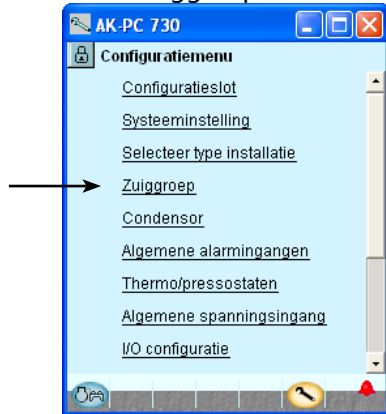 AK-PC 730
Configuratiemenu
Configuratieslot
Systeeminstelling
Selecteer type installatie
Zuiggroep
Condensor
Algemene alarmingangen
Thermo/pressostaten
Algemene spanningsingang
I/O configuratie